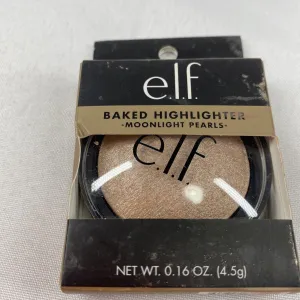 e.l.f.
BAKED HIGHLIGHTER
-MOONLIGHT PEARLS-
e.l.f
NET WT. 0.16 OZ. (4.5g)